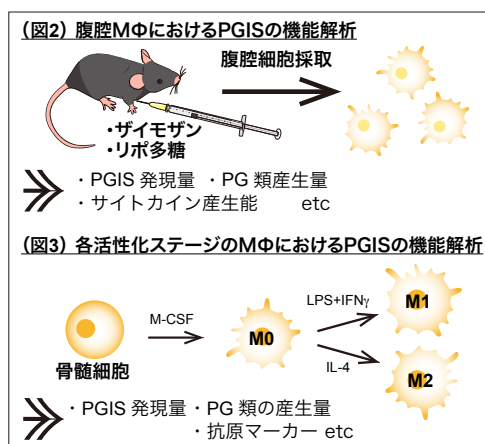 （図2）腹腔MΦにおけるPGISの機能解析
腹腔細胞採取
・ザイモザン
・リポ多糖
・PGIS 発現量 ・PG 類産生量
・サイトカイン産生能 etc
（図3）各活性化ステージのMΦにおけるPGISの機能解析
LPS+IFNγ
M1
M-CSF
M0
骨髄細胞
IL-4
M2
・PGIS 発現量・PG 類の産生量
・抗原マーカー etc